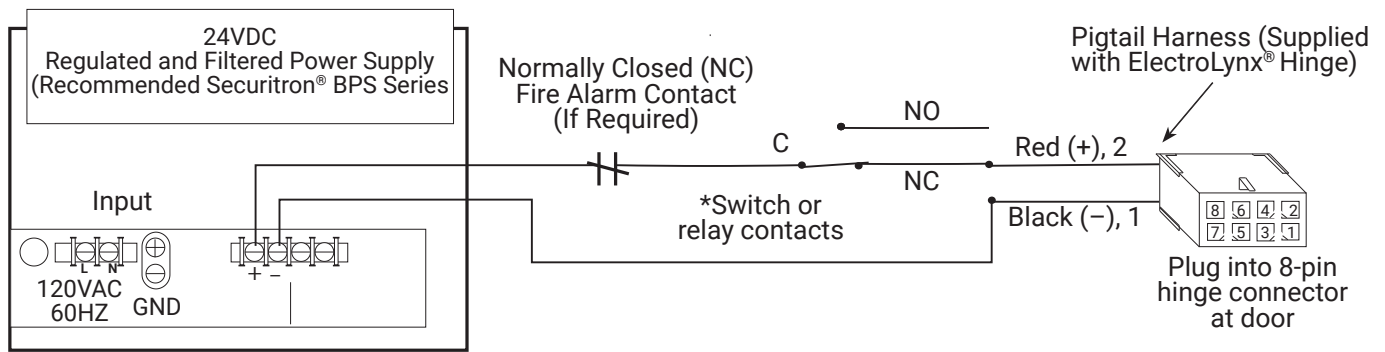 24VDC
Regulated and Filtered Power Supply
(Recommended Securitron® BPS Series
Normally Closed (NC)
Fire Alarm Contact
(If Required)
Pigtail Harness (Supplied
with ElectroLynx® Hinge)
NO
C
NC
Red (+), 2
*Switch or
relay contacts
Black (–), 1
8 6 4 2
7 5 3 1
Plug into 8-pin
hinge connector
at door
Input
L N
+ –
120VAC
60HZ
GND